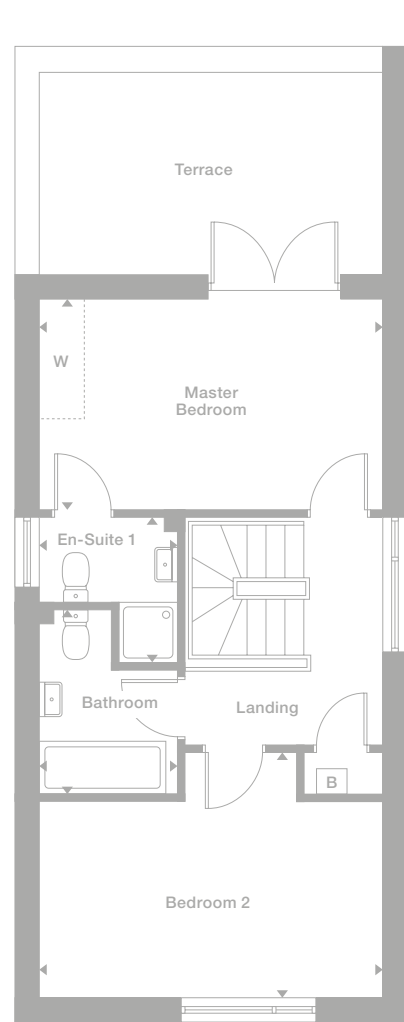 Terrace
W
Master
Bedroom
En-Suite 1
Bathroom
Landing
B
Bedroom 2